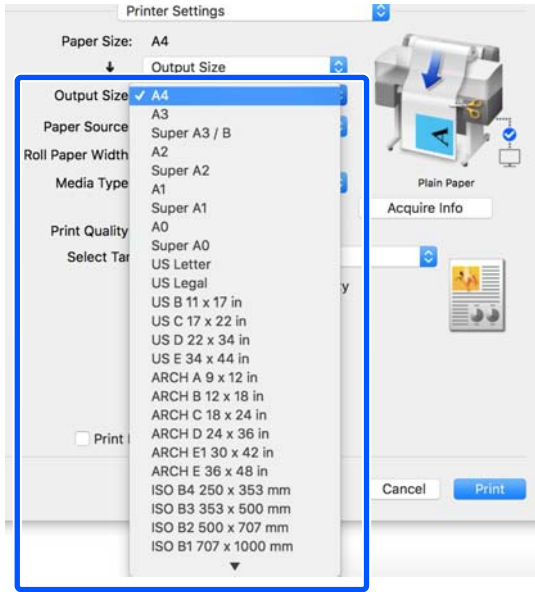 Printer Settings
Paper Size: A4
Output Size
Output Size ✓ A4
A3
Paper Source
Super A3 / B
Roll Paper Width
A2
Super A2
Media Type
A1
Plain Paper
Super A1
Acquire Info
Print Quality
A0
Super A0
Select Tar
US Letter
US Legal
y
US B 11 x 17 in
US C 17 x 22 in
US D 22 x 34 in
US E 34 x 44 in
ARCH A 9 x 12 in
ARCH B 12 x 18 in
ARCH C 18 x 24 in
ARCH D 24 x 36 in
Print
ARCH E1 30 x 42 in
ARCH E 36 x 48 in
ISO B4 250 x 353 mm
Cancel
Print
ISO B3 353 x 500 mm
ISO B2 500 x 707 mm
ISO B1 707 x 1000 mm